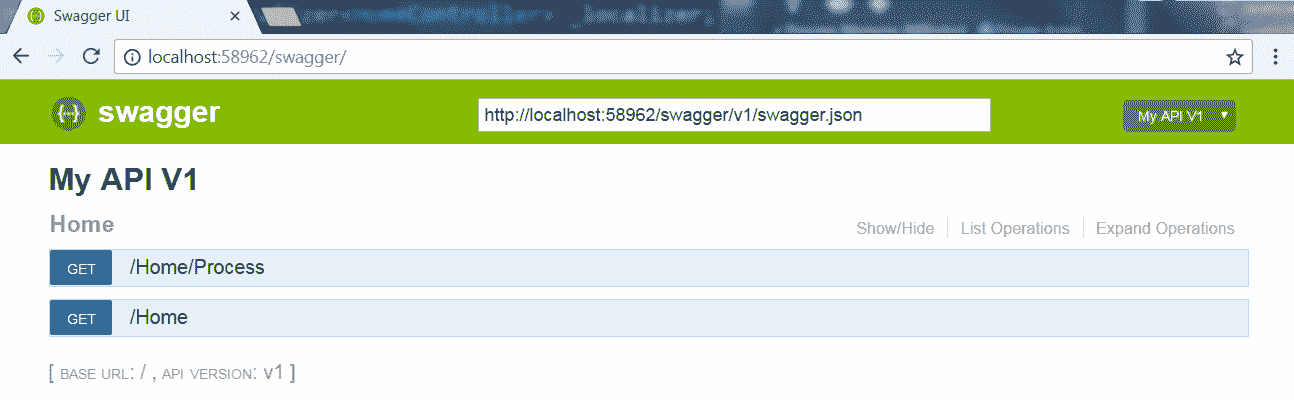 Swagger UI
localhost:58962/swagger/
swagger
http://localhost:58962/swagger/v1/swagger.json
My API V1
My API V1
Home
Show/Hide
List Operations
Expand Operations
GET /Home/Process
GET /Home
[ BASE URL: / , API VERSION: v1 ]